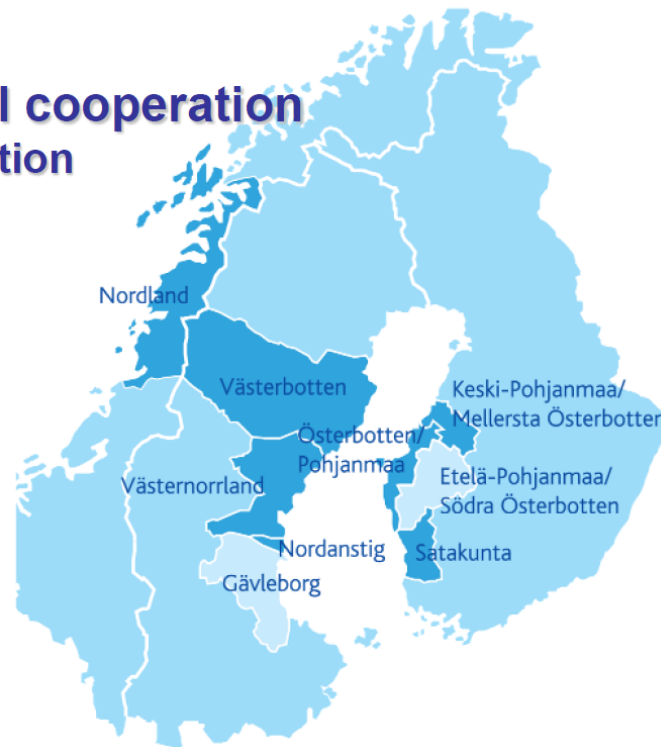 l cooperation
tion
Nordland
Västerbotten
Keski-Pohjanmaa/
Mellersta Österbotten
Österbotten/
Pohjanmaa
Västernorrland
Etelä-Pohjanmaa/
Södra Österbotten
Nordanstig
Satakunta
Gävleborg